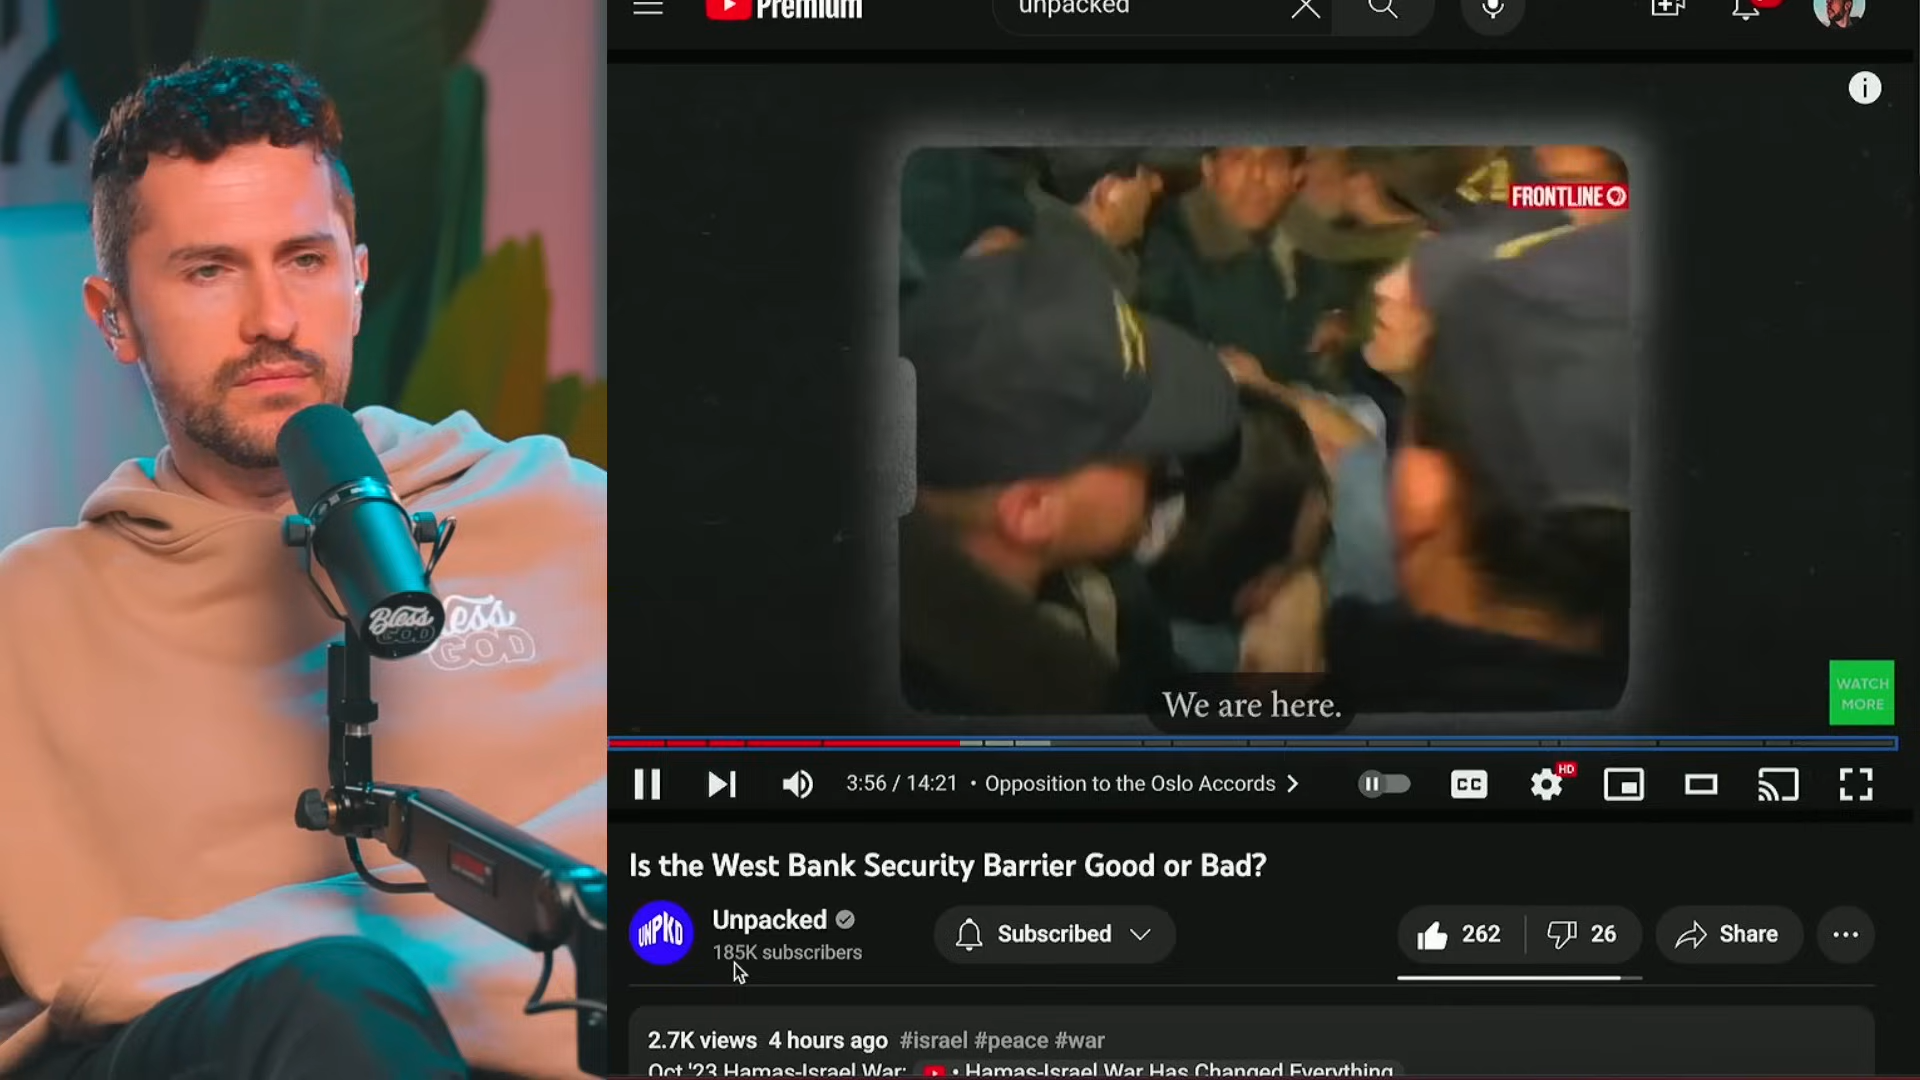 Premium
unpacked
FRONTLINE
We are here.
WATCH
MORE
3:56 / 14:21 • Opposition to the Oslo Accords
CC
HD
Is the West Bank Security Barrier Good or Bad?
UNPKD
Unpacked
185K subscribers
Subscribed
262
26
Share
2.7K views 4 hours ago #israel #peace #war
Oct '23 Hamas-Israel War: • Hamas-Israel War Has Changed Everything
Bless
GOD
Bless
GOD